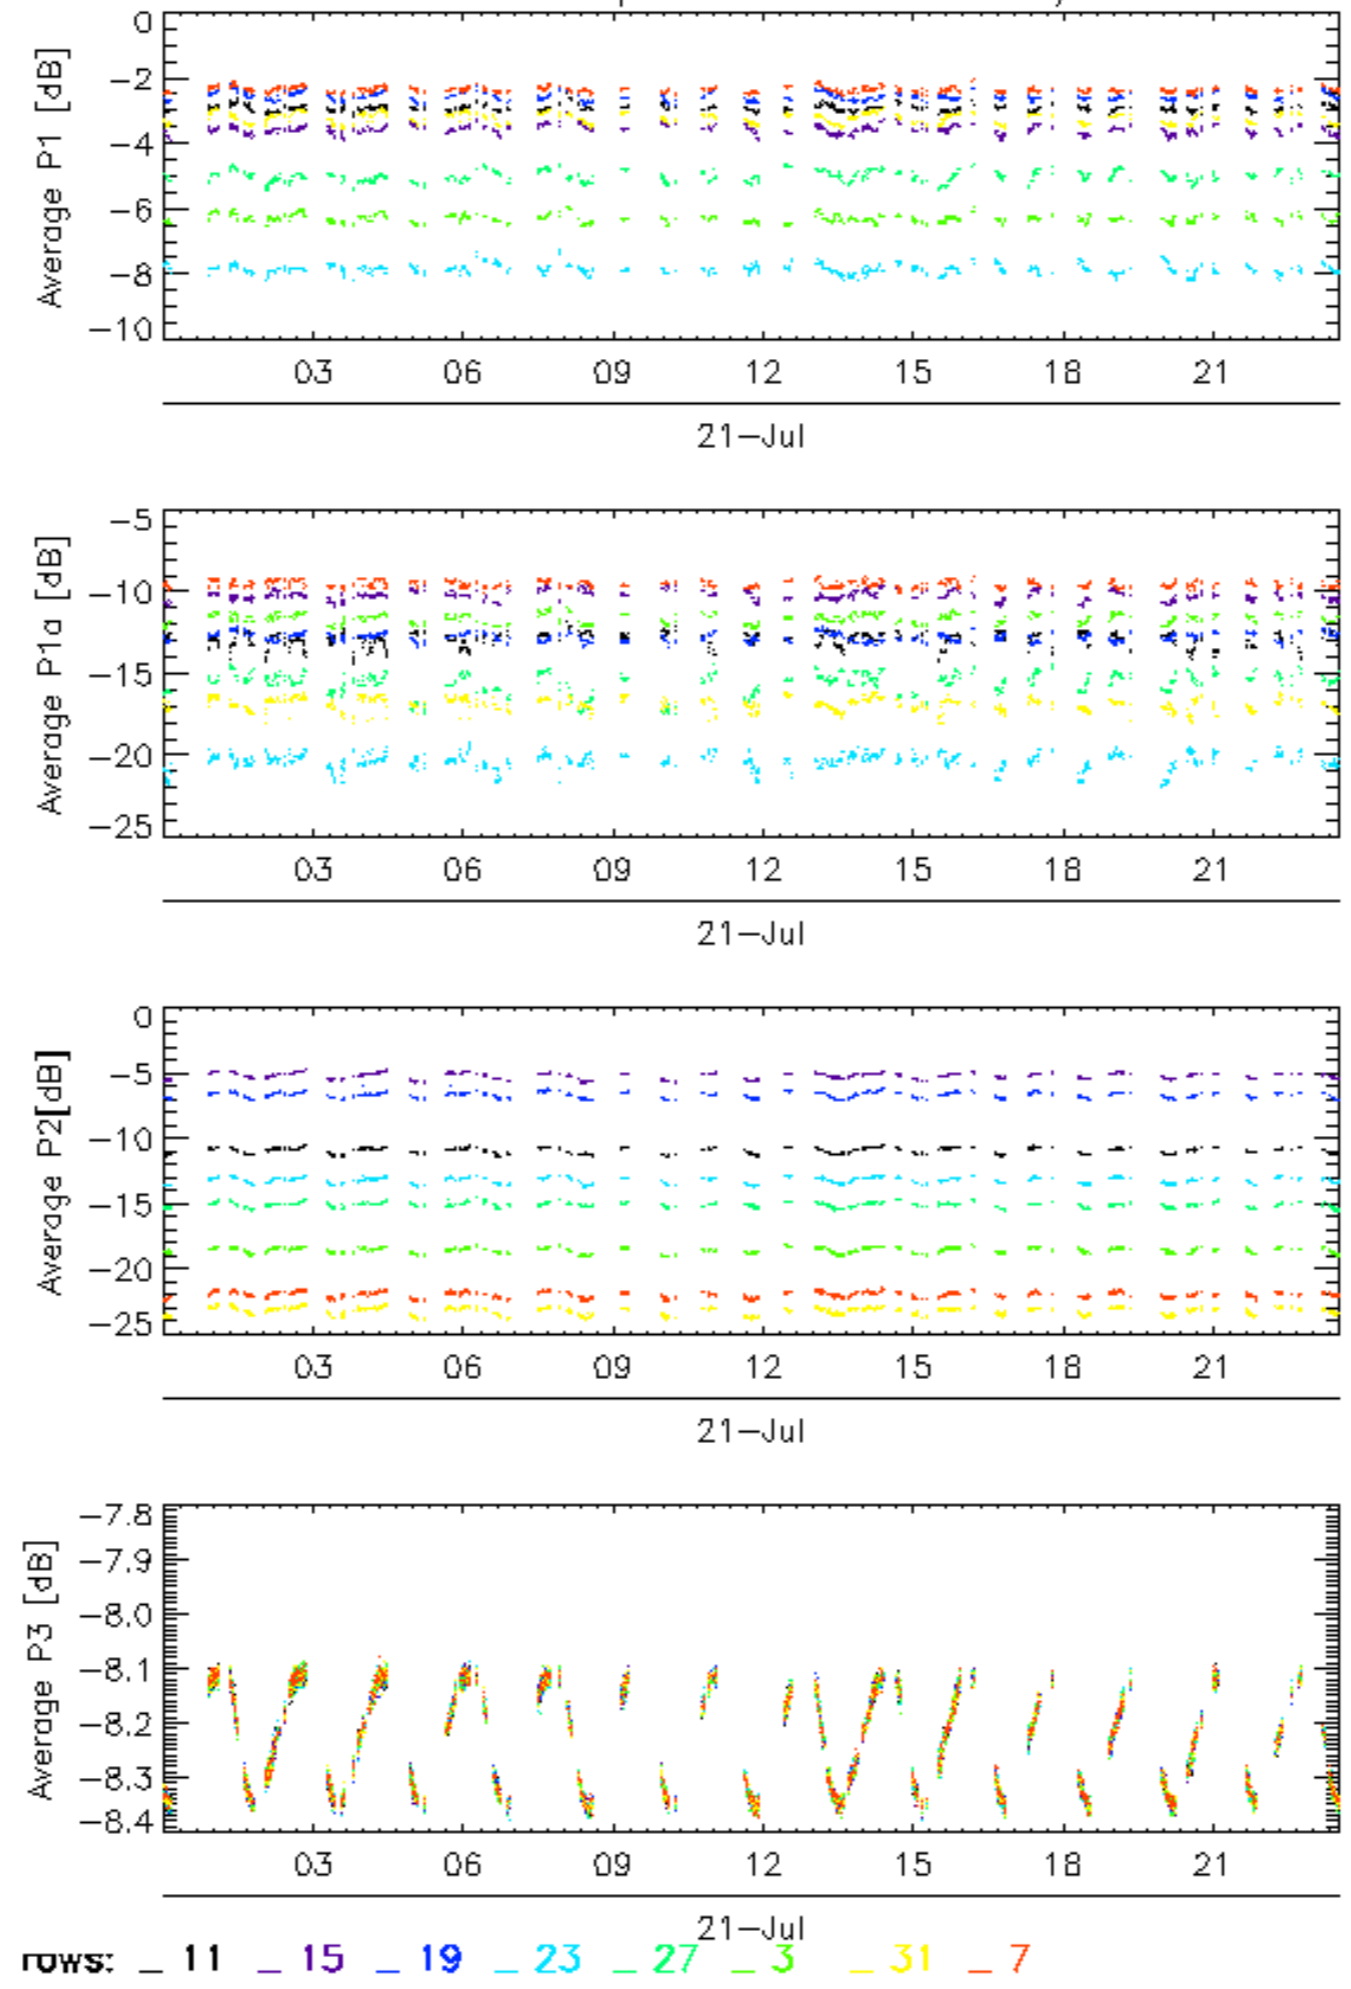 0
−2
−4
−6
−8
−10
Average P1 [dB]
03 06 09 12 15 18 21
21−Jul
−5
−10
−15
−20
−25
Average P1a [dB]
03 06 09 12 15 18 21
21−Jul
0
−5
−10
−15
−20
−25
Average P2[dB]
03 06 09 12 15 18 21
21−Jul
−7.8
−7.9
−8.0
−8.1
−8.2
−8.3
−8.4
Average P3 [dB]
03 06 09 12 15 18 21
21−Jul
rows: _ 11 _ 15 _ 19 _ 23 _ 27 _ 3 _ 31 _ 7